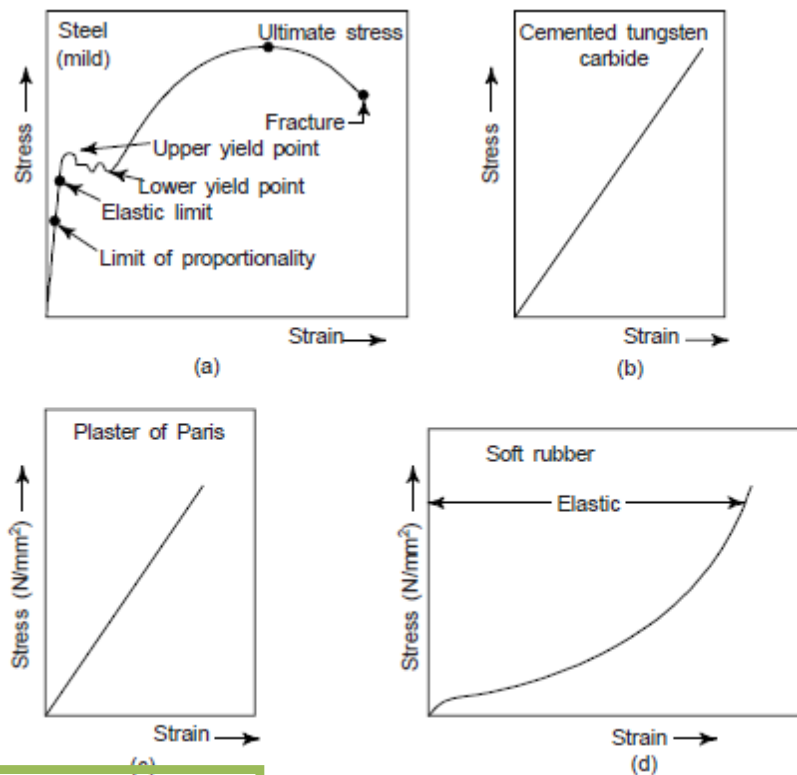 Steel
(mild)
Ultimate stress
Fracture
Upper yield point
Lower yield point
Elastic limit
Limit of proportionality
Stress
Strain
(a)
Cemented tungsten
carbide
Stress
Strain
(b)
Plaster of Paris
Stress (N/mm²)
Strain
(c)
Soft rubber
Elastic
Stress (N/mm²)
Strain
(d)